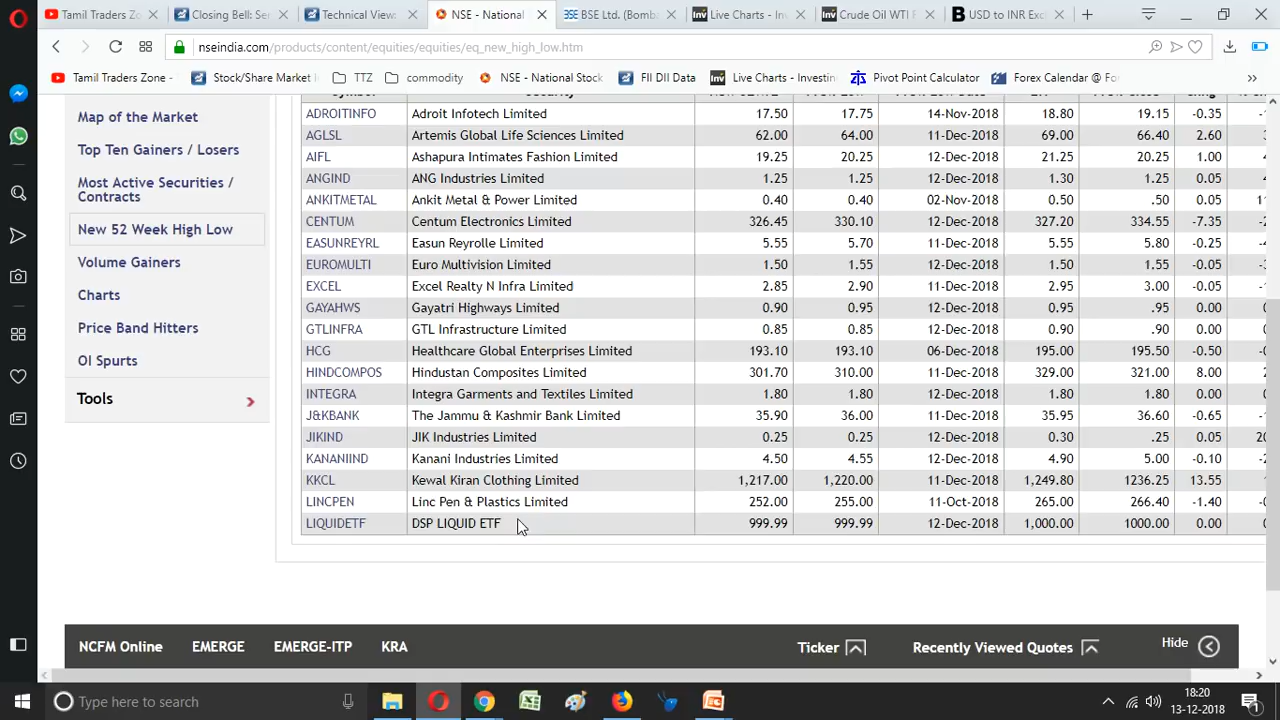 Tamil Traders Zone
Closing Bell: Sen
Technical View:
NSE - National
BSE Ltd. (Bomb
Live Charts - Inv
Crude Oil WTI F
USD to INR Exc
nseindia.com/products/content/equities/equities/eq_new_high_low.htm
Tamil Traders Zone -
Stock/Share Market
TTZ
commodity
NSE - National Stock
FII DII Data
Live Charts - Investin
Pivot Point Calculator
Forex Calendar @ Fo
Map of the Market
Top Ten Gainers / Losers
Most Active Securities /
Contracts
New 52 Week High Low
Volume Gainers
Charts
Price Band Hitters
OI Spurts
Tools
Symbol Security
ADROITINFO Adroit Infotech Limited 17.50 17.75 14-Nov-2018 18.80 19.15 -0.35
AGLSL Artemis Global Life Sciences Limited 62.00 64.00 11-Dec-2018 69.00 66.40 2.60
AIFL Ashapura Intimates Fashion Limited 19.25 20.25 12-Dec-2018 21.25 20.25 1.00
ANGIND ANG Industries Limited 1.25 1.25 12-Dec-2018 1.30 1.25 0.05
ANKITMETAL Ankit Metal & Power Limited 0.40 0.40 02-Nov-2018 0.50 .50 0.05
CENTUM Centum Electronics Limited 326.45 330.10 12-Dec-2018 327.20 334.55 -7.35
EASUNREYRL Easun Reyrolle Limited 5.55 5.70 11-Dec-2018 5.55 5.80 -0.25
EUROMULTI Euro Multivision Limited 1.50 1.55 12-Dec-2018 1.50 1.55 -0.05
EXCEL Excel Realty N Infra Limited 2.85 2.90 11-Dec-2018 2.95 3.00 -0.05
GAYAHWS Gayatri Highways Limited 0.90 0.95 12-Dec-2018 0.95 .95 0.00
GTLINFRA GTL Infrastructure Limited 0.85 0.85 12-Dec-2018 0.90 .90 0.00
HCG Healthcare Global Enterprises Limited 193.10 193.10 06-Dec-2018 195.00 195.50 -0.50
HINDCOMPOS Hindustan Composites Limited 301.70 310.00 11-Dec-2018 329.00 321.00 8.00
INTEGRA Integra Garments and Textiles Limited 1.80 1.80 12-Dec-2018 1.80 1.80 0.00
J&KBANK The Jammu & Kashmir Bank Limited 35.90 36.00 11-Dec-2018 35.95 36.60 -0.65
JIKIND JIK Industries Limited 0.25 0.25 12-Dec-2018 0.30 .25 0.05
KANANIIND Kanani Industries Limited 4.50 4.55 12-Dec-2018 4.90 5.00 -0.10
KKCL Kewal Kiran Clothing Limited 1,217.00 1,220.00 11-Dec-2018 1,249.80 1236.25 13.55
LINCPEN Linc Pen & Plastics Limited 252.00 255.00 11-Oct-2018 265.00 266.40 -1.40
LIQUIDETF DSP LIQUID ETF 999.99 999.99 12-Dec-2018 1,000.00 1000.00 0.00
NCFM Online EMERGE EMERGE-ITP KRA Ticker Recently Viewed Quotes Hide
Type here to search
18:20
13-12-2018